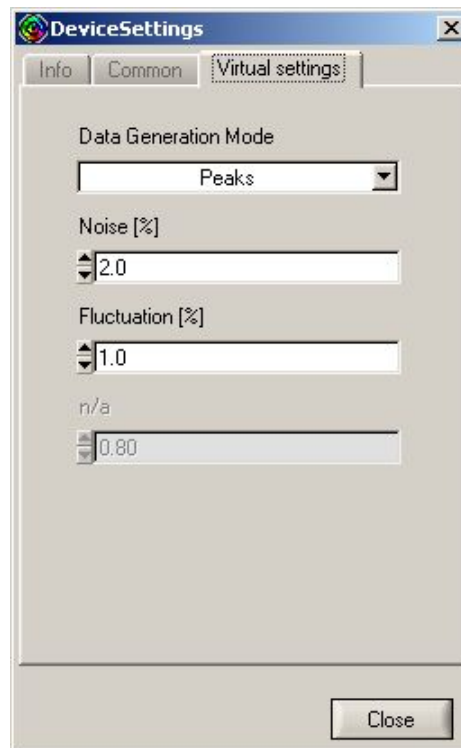 DeviceSettings
Info Common Virtual settings
Data Generation Mode
Peaks
Noise [%]
2.0
Fluctuation [%]
1.0
n/a
0.80
Close